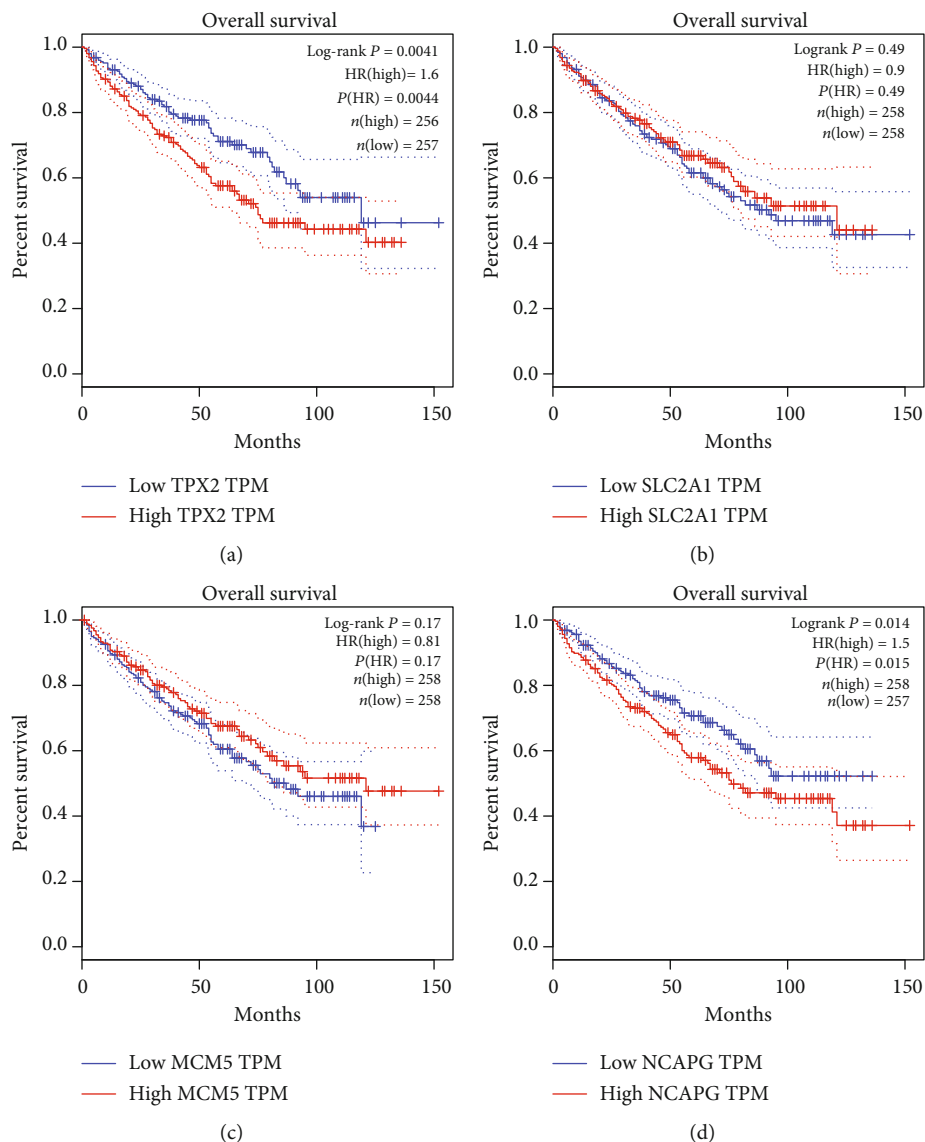 Overall survival
Log-rank P = 0.0041
HR(high)= 1.6
P(HR) = 0.0044
n(high) = 256
n(low) = 257
Percent survival
1.0
0.8
0.6
0.4
0.2
0.0
0 50 100 150
Months
Low TPX2 TPM
High TPX2 TPM
(a)
Overall survival
Logrank P = 0.49
HR(high) = 0.9
P(HR) = 0.49
n(high) = 258
n(low) = 258
Percent survival
1.0
0.8
0.6
0.4
0.2
0.0
0 50 100 150
Months
Low SLC2A1 TPM
High SLC2A1 TPM
(b)
Overall survival
Log-rank P = 0.17
HR(high) = 0.81
P(HR) = 0.17
n(high) = 258
n(low) = 258
Percent survival
1.0
0.8
0.6
0.4
0.2
0.0
0 50 100 150
Months
Low MCM5 TPM
High MCM5 TPM
(c)
Overall survival
Logrank P = 0.014
HR(high) = 1.5
P(HR) = 0.015
n(high) = 258
n(low) = 257
Percent survival
1.0
0.8
0.6
0.4
0.2
0.0
0 50 100 150
Months
Low NCAPG TPM
High NCAPG TPM
(d)